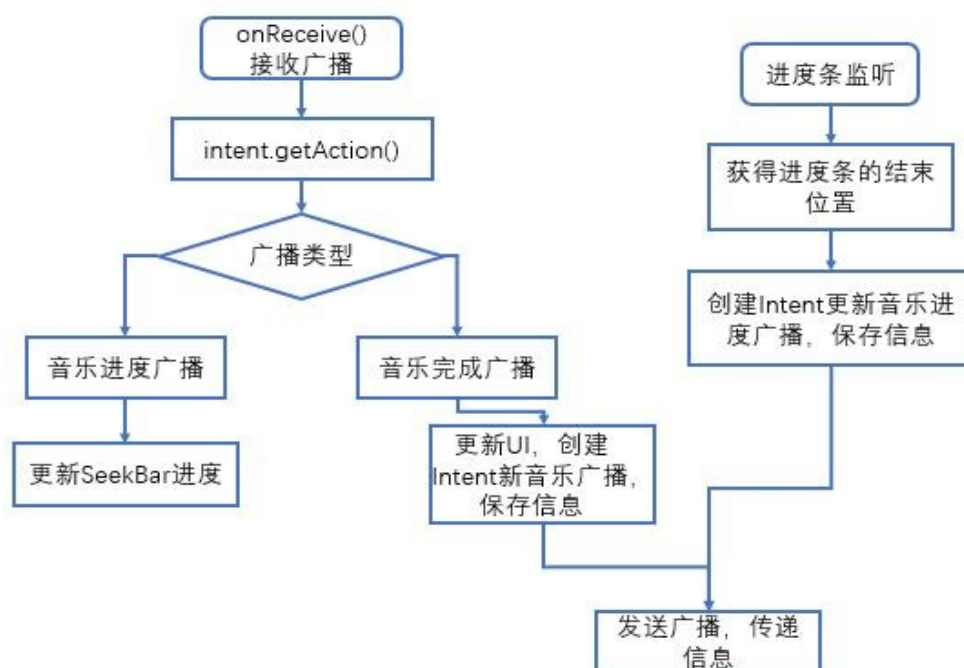 onReceive()
接收广播
intent.getAction()
广播类型
音乐进度广播
更新SeekBar进度
音乐完成广播
更新UI，创建
Intent新音乐广播，
保存信息
进度条监听
获得进度条的结束
位置
创建Intent更新音乐进
度广播，保存信息
发送广播，传递
信息